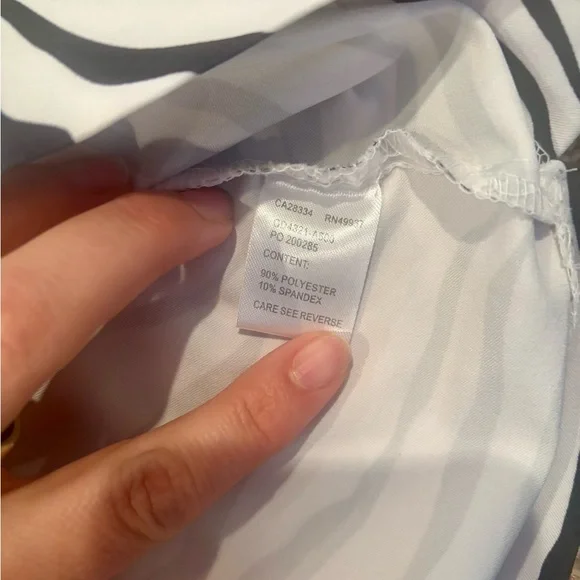 CA28334 RN49937
PO 200285
CONTENT:
90% POLYESTER
10% SPANDEX
CARE SEE REVERSE